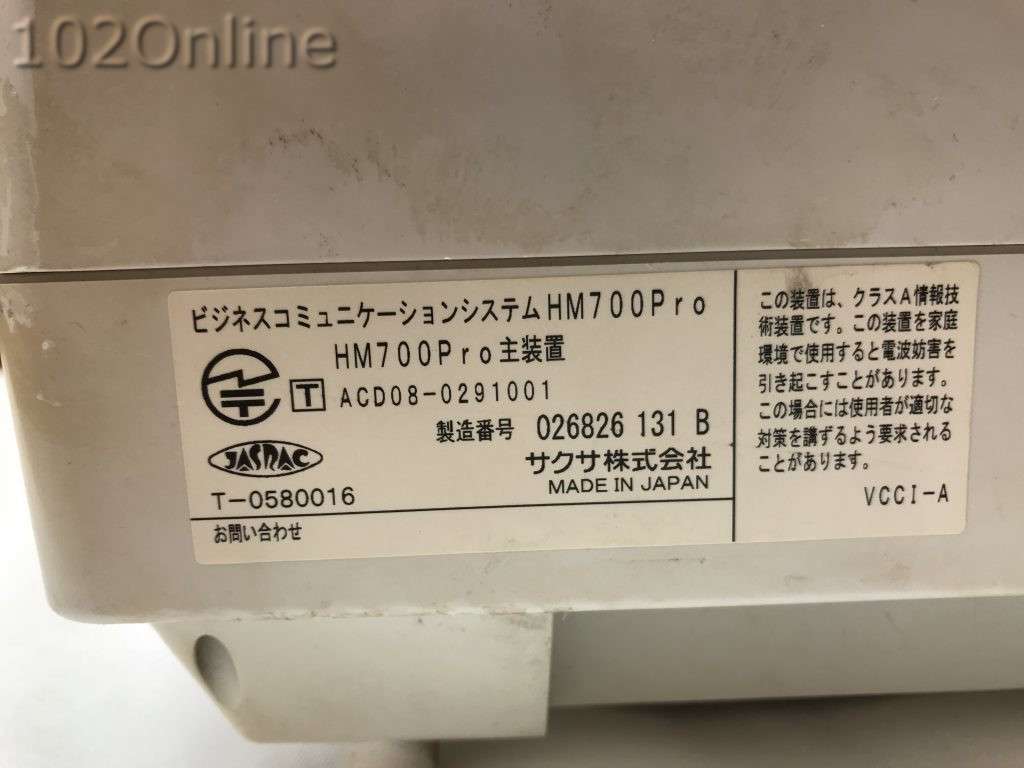 102Online
ビジネスコミュニケーションシステムHM700Pro
HM700Pro主装置
T ACD08-0291001
製造番号 026826 131 B
JASRAC
サクサ株式会社
T-0580016
MADE IN JAPAN
お問い合わせ
この装置は、クラスA情報技
術装置です。この装置を家庭
環境で使用すると電波妨害を
引き起こすことがあります。
この場合には使用者が適切な
対策を講ずるよう要求される
ことがあります。
VCCI-A